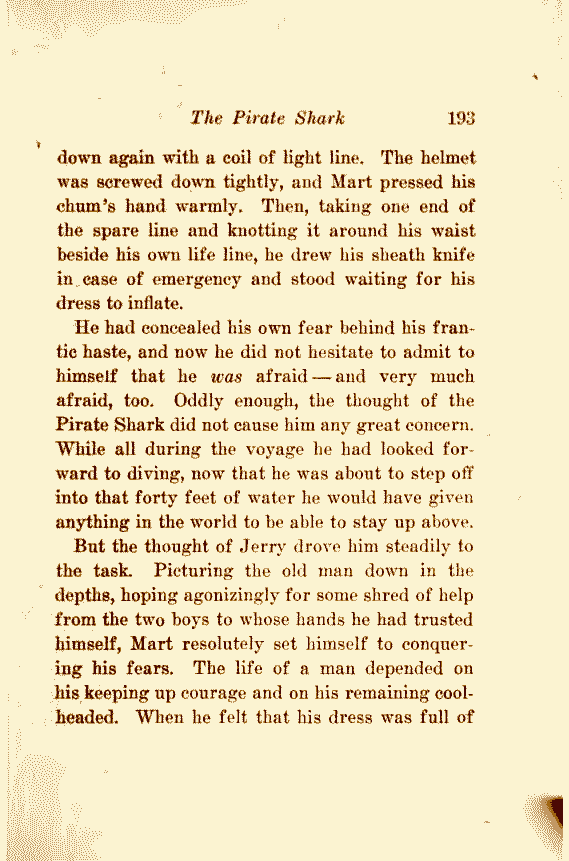 The Pirate Shark 193
down again with a coil of light line. The helmet
was screwed down tightly, and Mart pressed his
chum's hand warmly. Then, taking one end of
the spare line and knotting it around his waist
beside his own life line, he drew his sheath knife
in case of emergency and stood waiting for his
dress to inflate.
He had concealed his own fear behind his fran-
tic haste, and now he did not hesitate to admit to
himself that he was afraid — and very much
afraid, too. Oddly enough, the thought of the
Pirate Shark did not cause him any great concern.
While all during the voyage he had looked for-
ward to diving, now that he was about to step off
into that forty feet of water he would have given
anything in the world to be able to stay up above.
But the thought of Jerry drove him steadily to
the task. Picturing the old man down in the
depths, hoping agonizingly for some shred of help
from the two boys to whose hands he had trusted
himself, Mart resolutely set himself to conquer-
ing his fears. The life of a man depended on
his keeping up courage and on his remaining cool-
headed. When he felt that his dress was full of